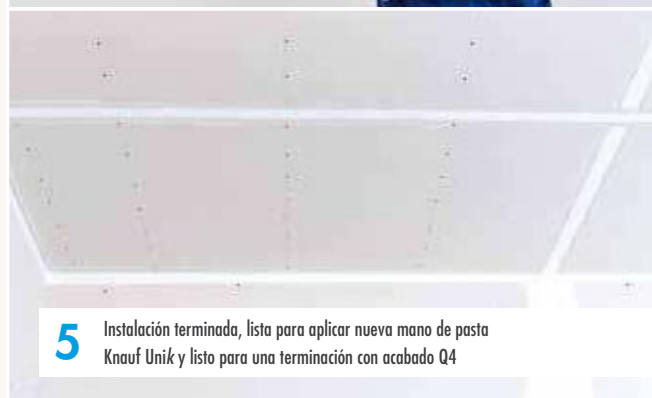 5
Instalación terminada, lista para aplicar nueva mano de pasta
Knauf Unik y listo para una terminación con acabado Q4